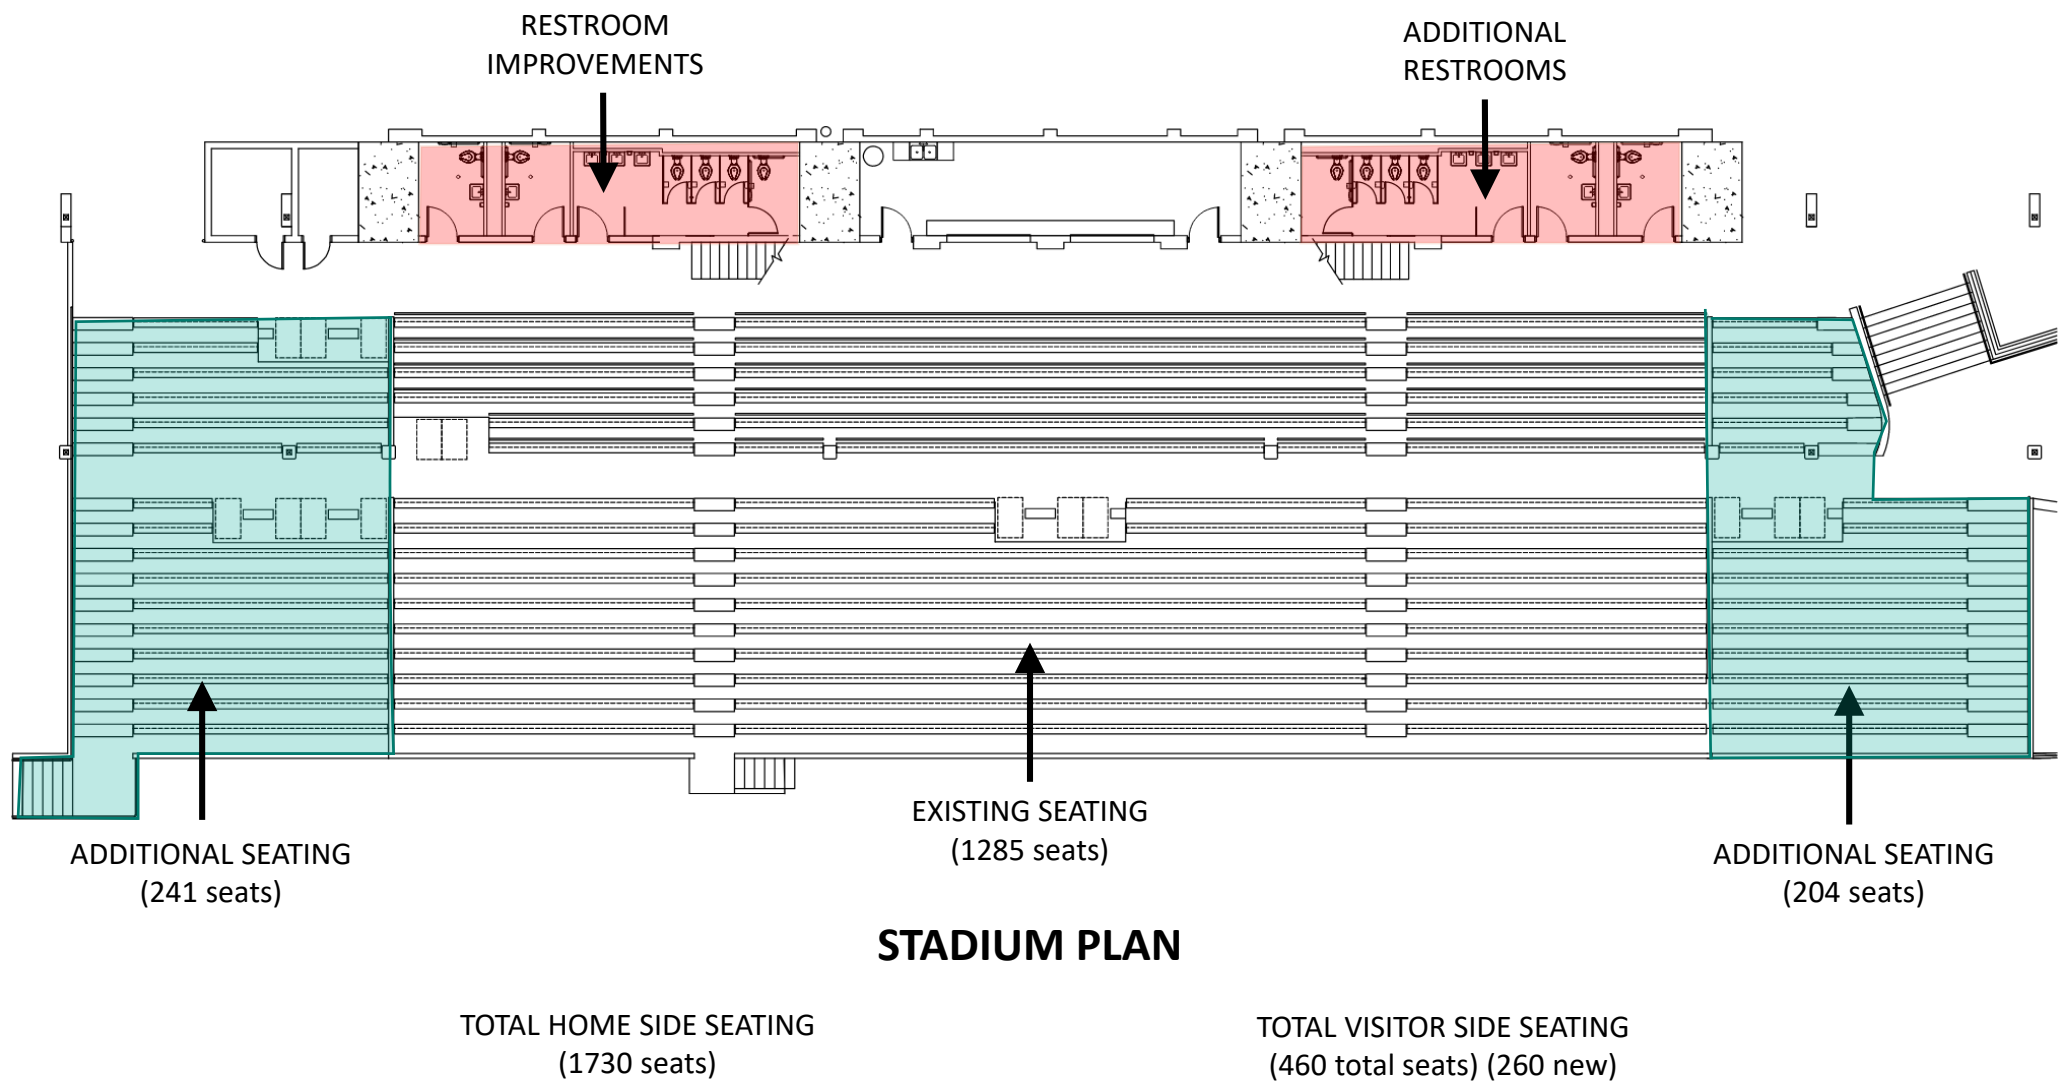 RESTROOM
IMPROVEMENTS
ADDITIONAL
RESTROOMS
ADDITIONAL SEATING
(241 seats)
EXISTING SEATING
(1285 seats)
ADDITIONAL SEATING
(204 seats)
STADIUM PLAN
TOTAL HOME SIDE SEATING
(1730 seats)
TOTAL VISITOR SIDE SEATING
(460 total seats) (260 new)